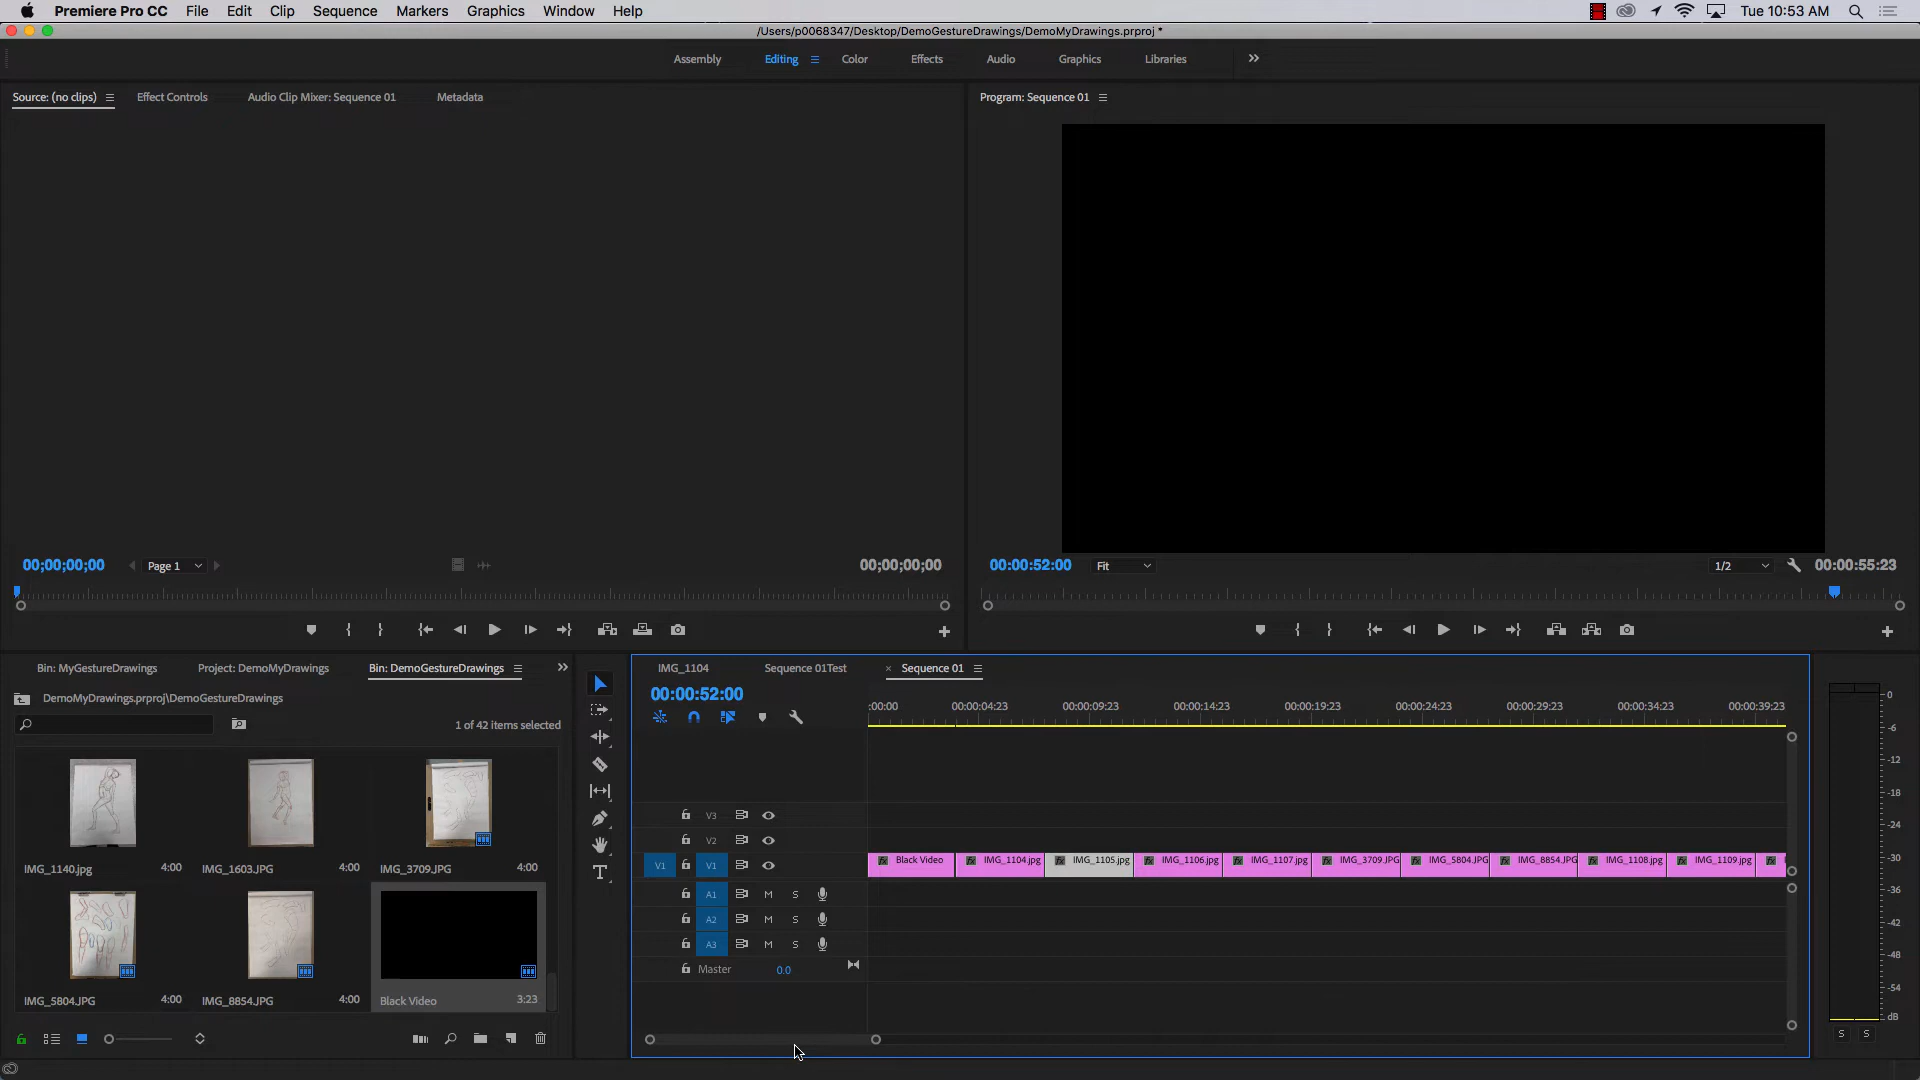 Premiere Pro CC File Edit Clip Sequence Markers Graphics Window Help Tue 10:53 AM
/Users/p0068347/Desktop/DemoGestureDrawings/DemoMyDrawings.prproj *
Assembly Editing Color Effects Audio Graphics Libraries
Source: (no clips) Effect Controls Audio Clip Mixer: Sequence 01 Metadata
Program: Sequence 01
00;00;00;00 Page 1 00;00;00;00
00:00:52:00 Fit 1/2 00:00:55:23
Bin: MyGestureDrawings Project: DemoMyDrawings Bin: DemoGestureDrawings
DemoMyDrawings.prproj\DemoGestureDrawings
1 of 42 items selected
IMG_1140.jpg 4:00 IMG_1603.JPG 4:00 IMG_3709.JPG 4:00
IMG_5804.JPG 4:00 IMG_8854.JPG 4:00 Black Video 3:23
IMG_1104 Sequence 01Test × Sequence 01
00:00:52:00
:00:00 00:00:04:23 00:00:09:23 00:00:14:23 00:00:19:23 00:00:24:23 00:00:29:23 00:00:34:23 00:00:39:23
V3
V2
V1 V1 Black Video IMG_1104.jpg IMG_1105.jpg IMG_1106.jpg IMG_1107.jpg IMG_3709.JPG IMG_5804.JPG IMG_8854.JPG IMG_1108.jpg IMG_1109.jpg
A1 M S
A2 M S
A3 M S
Master 0.0
0
-6
-12
-18
-24
-30
-36
-42
-48
-54
dB
S S